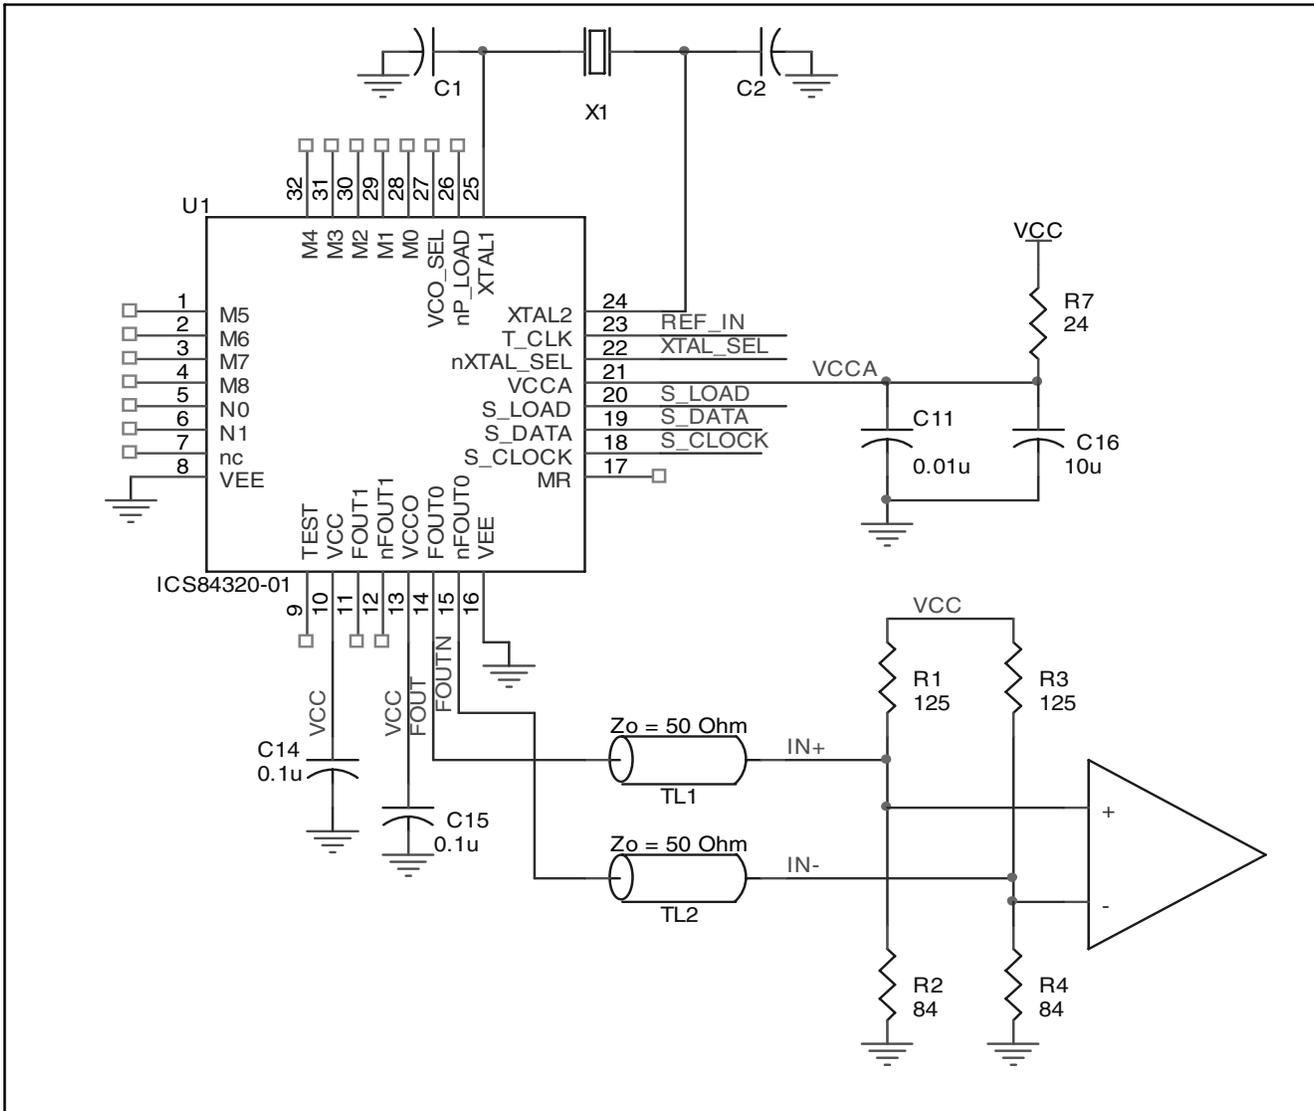 C1
X1
C2
32
31
30
29
28
27
26
25
U1
M4
M3
M2
M1
M0
VCO_SEL
nP_LOAD
XTAL1
1
2
3
4
5
6
7
8
M5
M6
M7
M8
N0
N1
nc
VEE
XTAL2
T_CLK
nXTAL_SEL
VCCA
S_LOAD
S_DATA
S_CLOCK
MR
24
23
22
21
20
19
18
17
REF_IN
XTAL_SEL
VCCA
S_LOAD
S_DATA
S_CLOCK
VCC
R7
24
C11
0.01u
C16
10u
TEST
VCC
FOUT1
nFOUT1
VCCO
FOUT0
nFOUT0
VEE
ICS84320-01
9
10
11
12
13
14
15
16
VCC
VCC
FOUT
FOUTN
C14
0.1u
C15
0.1u
Zo = 50 Ohm
TL1
IN+
Zo = 50 Ohm
TL2
IN-
VCC
R1
125
R3
125
+
-
R2
84
R4
84